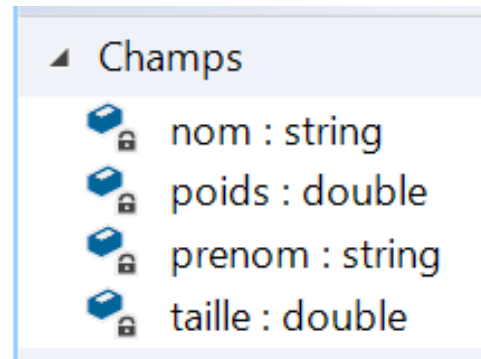 Champs
nom : string
poids : double
prenom : string
taille : double